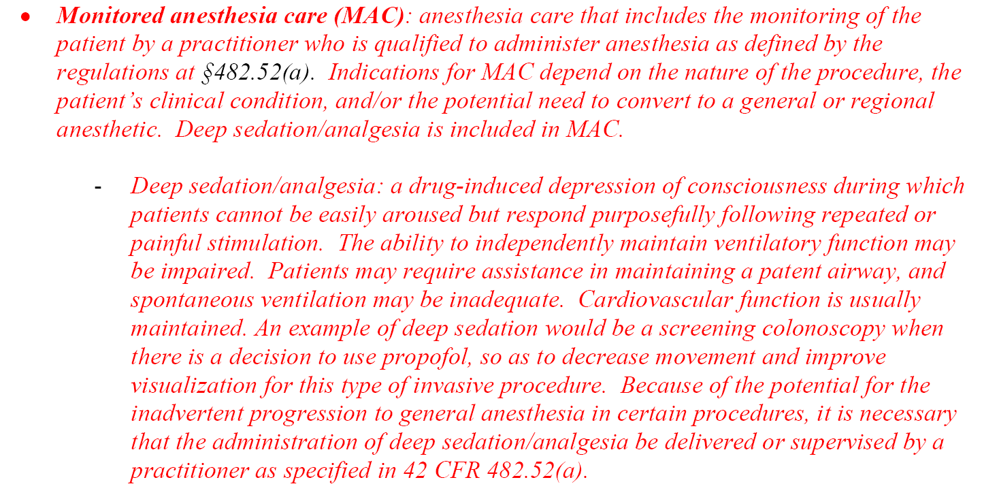 • Monitored anesthesia care (MAC): anesthesia care that includes the monitoring of the
patient by a practitioner who is qualified to administer anesthesia as defined by the
regulations at §482.52(a).  Indications for MAC depend on the nature of the procedure, the
patient’s clinical condition, and/or the potential need to convert to a general or regional
anesthetic.  Deep sedation/analgesia is included in MAC.
- Deep sedation/analgesia: a drug-induced depression of consciousness during which
patients cannot be easily aroused but respond purposefully following repeated or
painful stimulation.  The ability to independently maintain ventilatory function may
be impaired.  Patients may require assistance in maintaining a patent airway, and
spontaneous ventilation may be inadequate.  Cardiovascular function is usually
maintained. An example of deep sedation would be a screening colonoscopy when
there is a decision to use propofol, so as to decrease movement and improve
visualization for this type of invasive procedure.  Because of the potential for the
inadvertent progression to general anesthesia in certain procedures, it is necessary
that the administration of deep sedation/analgesia be delivered or supervised by a
practitioner as specified in 42 CFR 482.52(a).